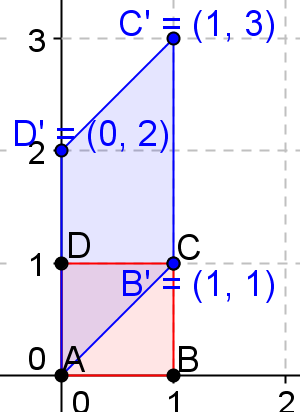 C' = (1, 3)
3
D' = (0, 2)
2
D
C
1
B' = (1, 1)
0
A
B
0
1
2